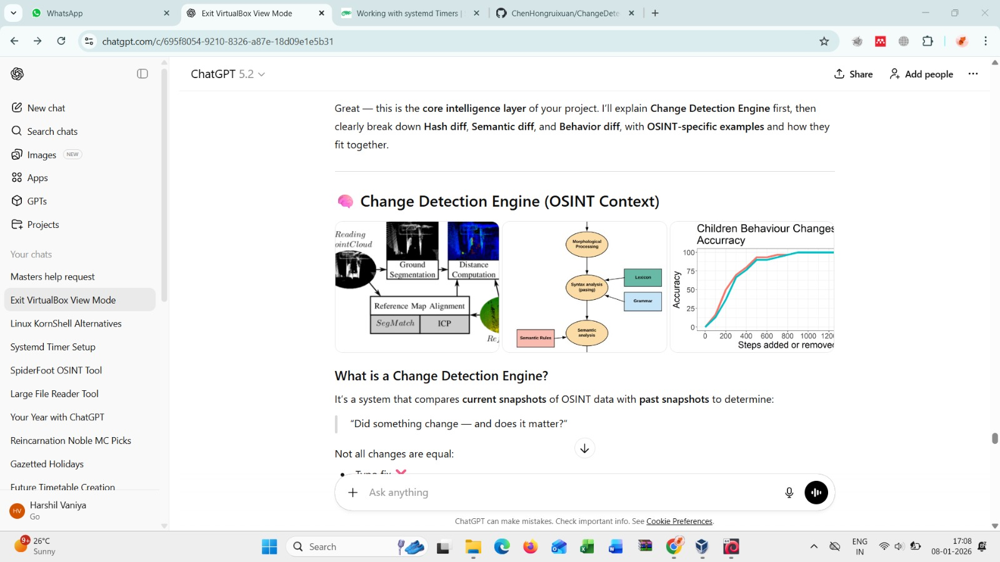 WhatsApp
Exit VirtualBox View Mode
Working with systemd Timers |
ChenHongruixuan/ChangeDete
chatgpt.com/c/695f8054-9210-8326-a87e-18d09e1e5b31
ChatGPT 5.2
Share
Add people
New chat
Search chats
Images NEW
Apps
GPTs
Projects
Your chats
Masters help request
Exit VirtualBox View Mode
Linux KornShell Alternatives
Systemd Timer Setup
SpiderFoot OSINT Tool
Large File Reader Tool
Your Year with ChatGPT
Reincarnation Noble MC Picks
Gazetted Holidays
Future Timetable Creation
HV
Harshil Vaniya
Go
Great — this is the core intelligence layer of your project. I’ll explain Change Detection Engine first, then
clearly break down Hash diff, Semantic diff, and Behavior diff, with OSINT-specific examples and how they
fit together.
🧠 Change Detection Engine (OSINT Context)
Reading
ointCloud
Ground
Segmentation
Distance
Computation
Reference Map Alignment
SegMatch
ICP
Re
Morphological
Processing
Syntax analysis
(pasing)
Lexicon
Grammar
Semantic
analysis
Semantic Rules
Children Behaviour Changes
Accurracy
Accuracy
100
75
50
25
0
0 200 400 600 800 1000 120
Steps added or remove
What is a Change Detection Engine?
It’s a system that compares current snapshots of OSINT data with past snapshots to determine:
“Did something change — and does it matter?”
Not all changes are equal:
• Typo fix ❌
Ask anything
ChatGPT can make mistakes. Check important info. See Cookie Preferences.
9+
26°C
Sunny
Search
ENG
IN
17:08
08-01-2026